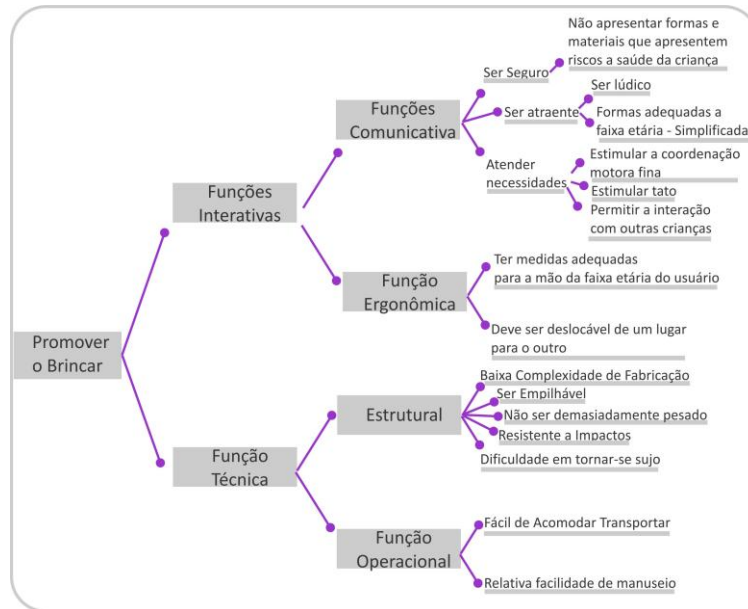 Promover
o Brincar
Funções
Interativas
Funções
Comunicativa
Ser Seguro
Não apresentar formas e
materiais que apresentem
riscos a saúde da criança
Ser atraente
Ser lúdico
Formas adequadas a
faixa etária - Simplificada
Atender
necessidades
Estimular a coordenação
motora fina
Estimular tato
Permitir a interação
com outras crianças
Função
Ergonômica
Ter medidas adequadas
para a mão da faixa etária do usuário
Deve ser deslocável de um lugar
para o outro
Função
Técnica
Estrutural
Baixa Complexidade de Fabricação
Ser Empilhável
Não ser demasiadamente pesado
Resistente a Impactos
Dificuldade em tornar-se sujo
Função
Operacional
Fácil de Acomodar Transportar
Relativa facilidade de manuseio